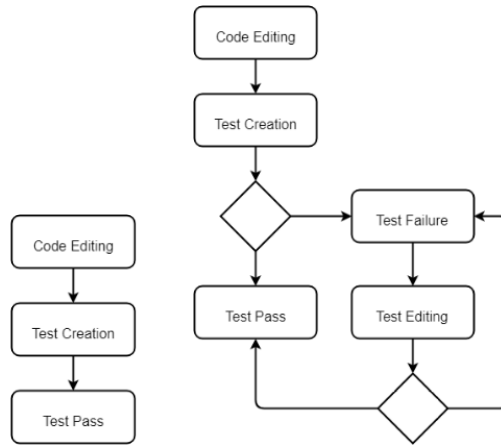 Code Editing
Test Creation
Test Pass
Code Editing
Test Creation
Test Failure
Test Pass
Test Editing